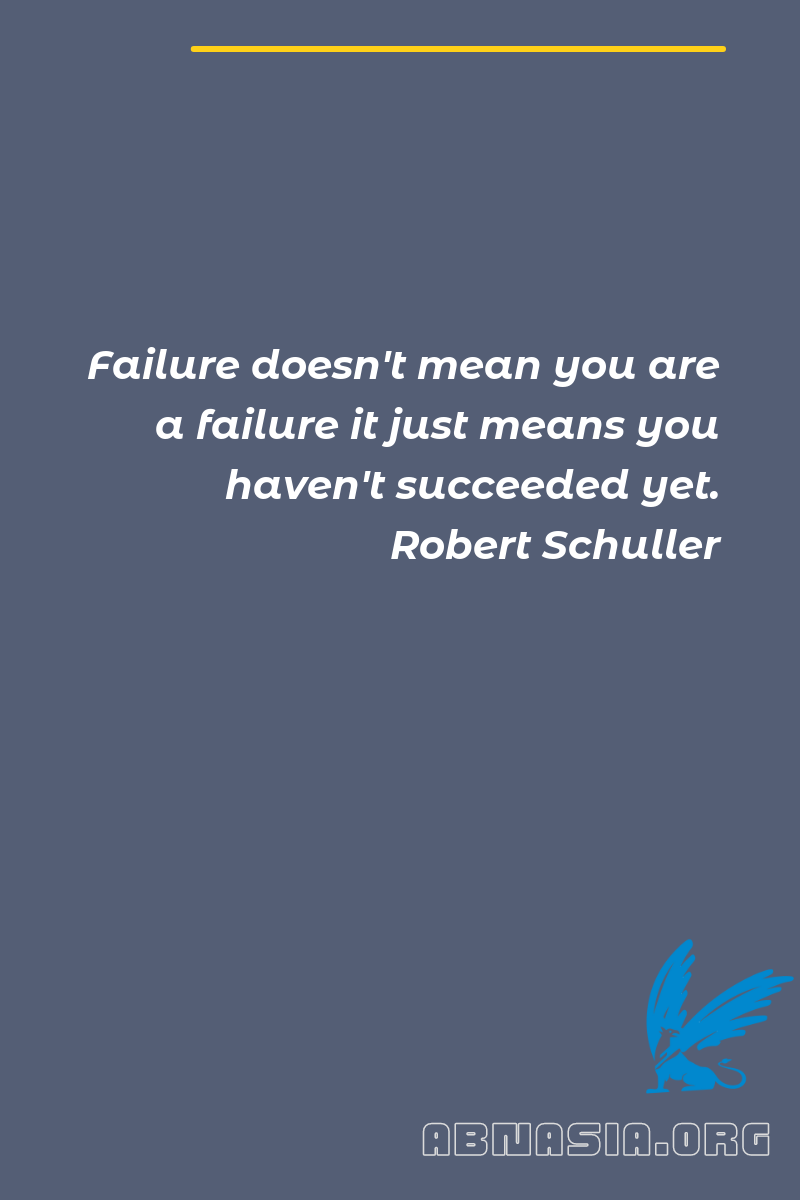 Failure doesn't mean you are
a failure it just means you
haven't succeeded yet.
Robert Schuller
ABNASIA.ORG